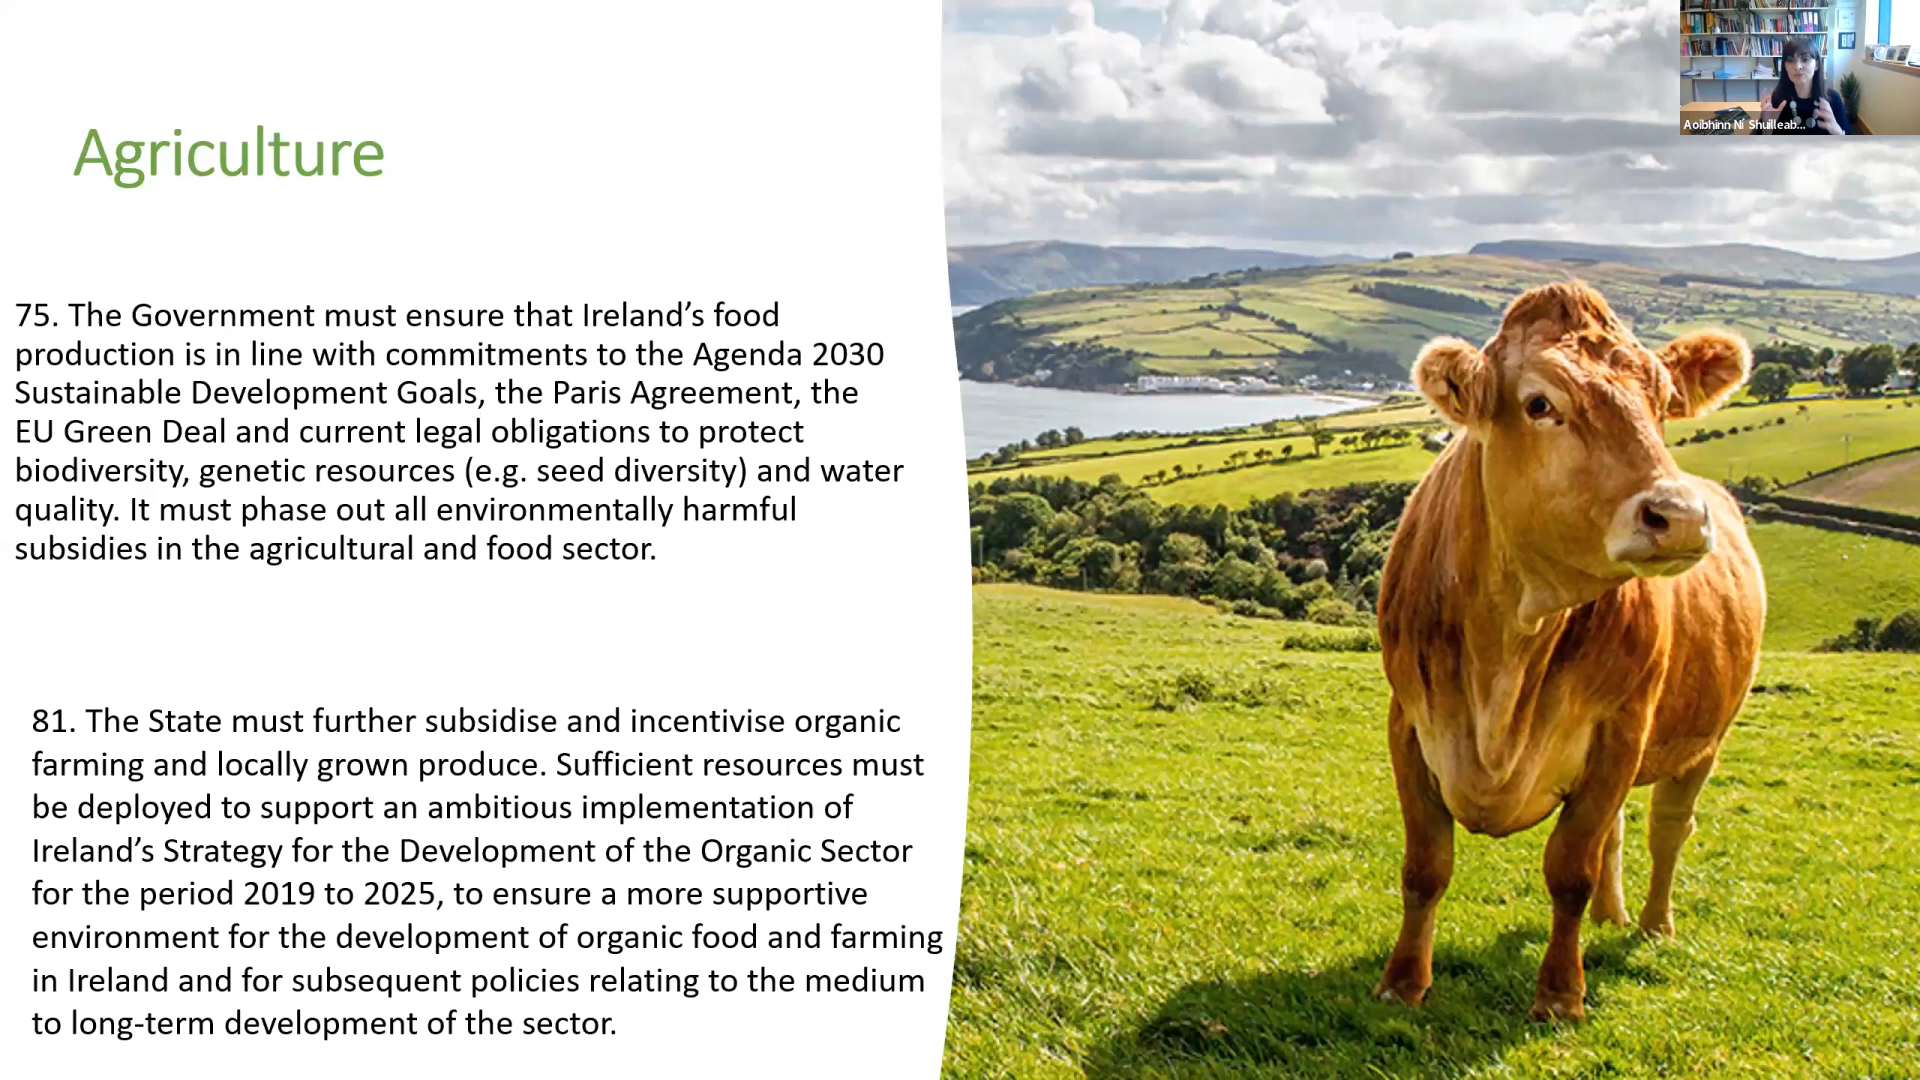 Agriculture
75. The Government must ensure that Ireland’s food
production is in line with commitments to the Agenda 2030
Sustainable Development Goals, the Paris Agreement, the
EU Green Deal and current legal obligations to protect
biodiversity, genetic resources (e.g. seed diversity) and water
quality. It must phase out all environmentally harmful
subsidies in the agricultural and food sector.
81. The State must further subsidise and incentivise organic
farming and locally grown produce. Sufficient resources must
be deployed to support an ambitious implementation of
Ireland’s Strategy for the Development of the Organic Sector
for the period 2019 to 2025, to ensure a more supportive
environment for the development of organic food and farming
in Ireland and for subsequent policies relating to the medium
to long-term development of the sector.
Aoibhinn Ní Shuilleab...